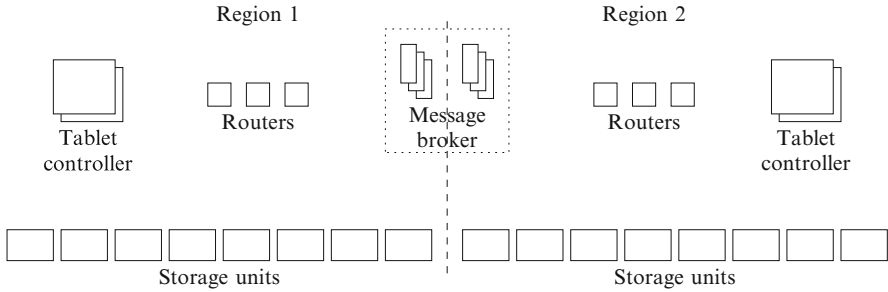 Region 1
Region 2
Tablet
controller
Routers
Message
broker
Routers
Tablet
controller
Storage units
Storage units